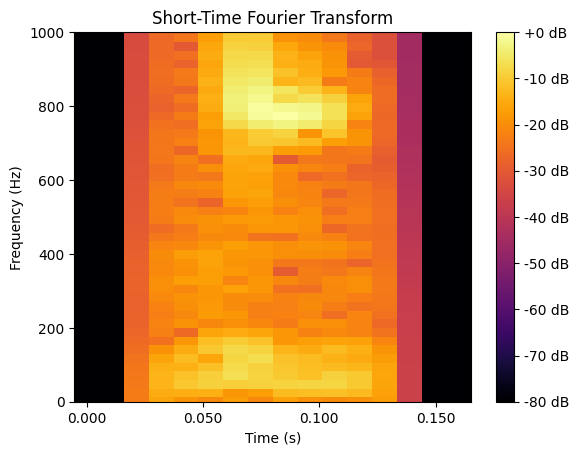 Short-Time Fourier Transform
1000
800
600
400
200
0
Frequency (Hz)
0.000
0.050
0.100
0.150
Time (s)
+0 dB
-10 dB
-20 dB
-30 dB
-40 dB
-50 dB
-60 dB
-70 dB
-80 dB